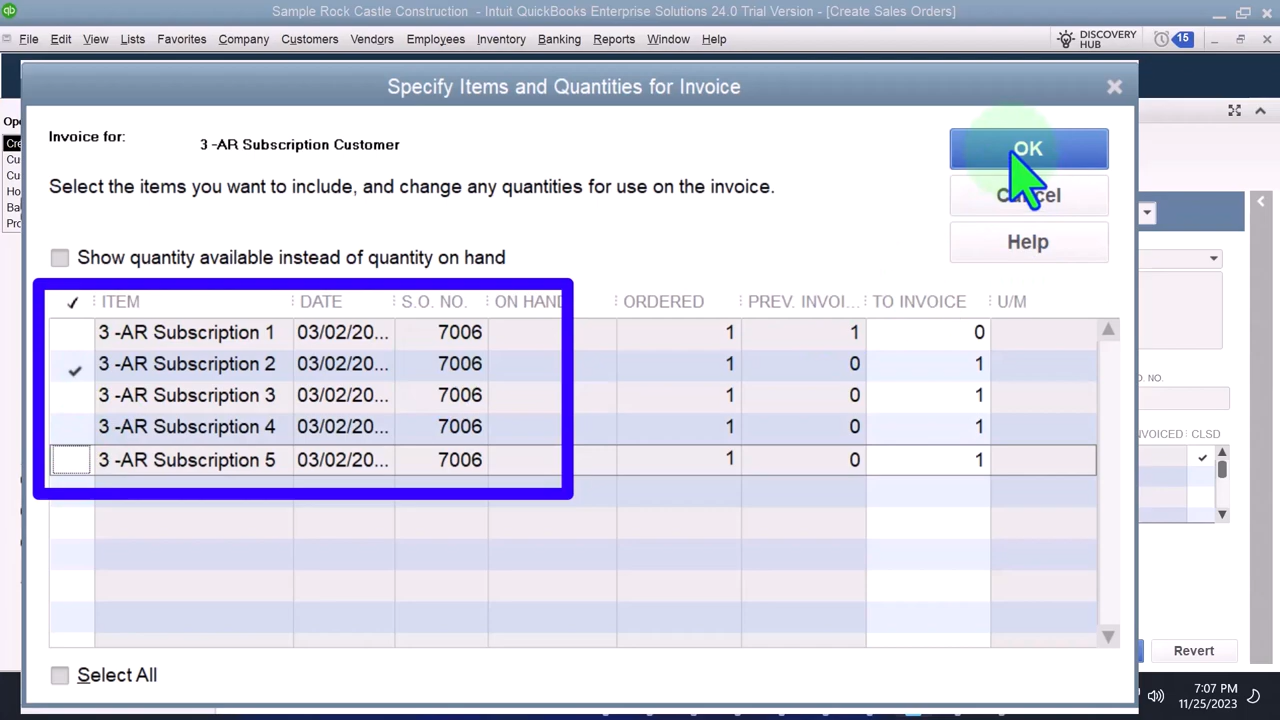 Sample Rock Castle Construction - Intuit QuickBooks Enterprise Solutions 24.0 Trial Version - [Create Sales Orders]
File Edit View Lists Favorites Company Customers Vendors Employees Inventory Banking Reports Window Help
DISCOVERY
HUB
15
Specify Items and Quantities for Invoice
Invoice for: 3 -AR Subscription Customer
OK
Select the items you want to include, and change any quantities for use on the invoice.
Cancel
Help
Show quantity available instead of quantity on hand
ITEM DATE S.O. NO. ON HAND ORDERED PREV. INVOI... TO INVOICE U/M
3 -AR Subscription 1 03/02/20... 7006 1 1 0
3 -AR Subscription 2 03/02/20... 7006 1 0 1
3 -AR Subscription 3 03/02/20... 7006 1 0 1
3 -AR Subscription 4 03/02/20... 7006 1 0 1
3 -AR Subscription 5 03/02/20... 7006 1 0 1
Select All
NO.
CLSD
Revert
7:07 PM
11/25/2023